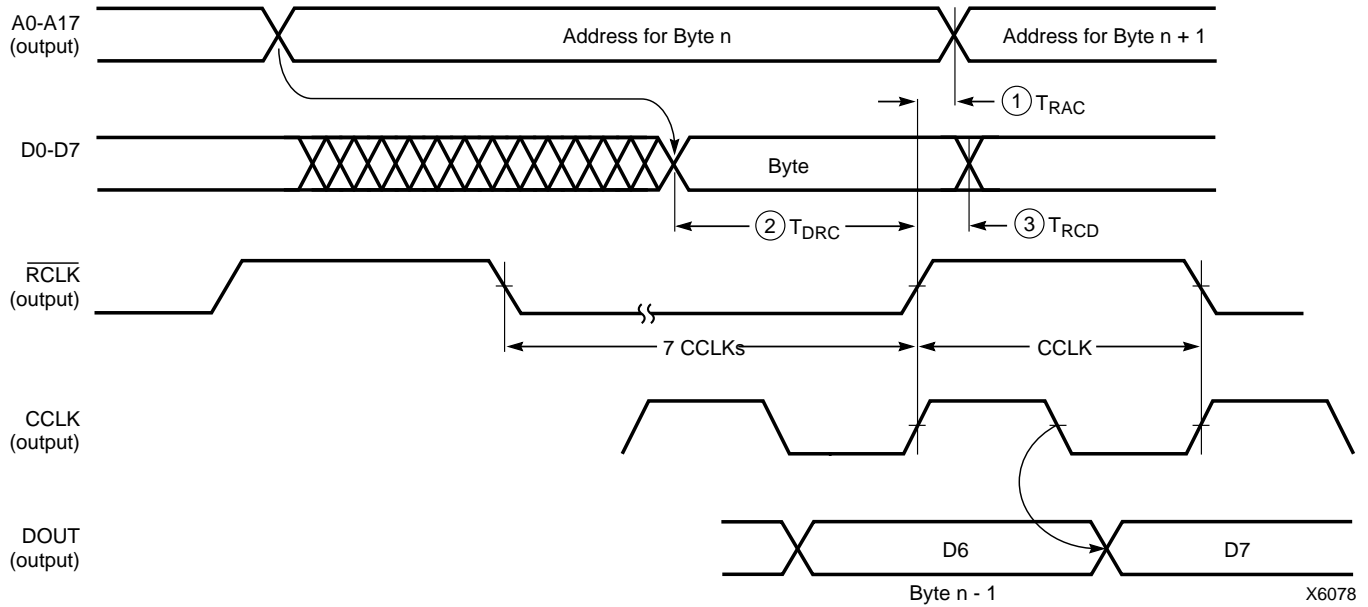 A0-A17
(output)
Address for Byte n
Address for Byte n + 1
1 TRAC
D0-D7
Byte
2 TDRC
3 TRCD
RCLK
(output)
7 CCLKs
CCLK
CCLK
(output)
DOUT
(output)
D6
D7
Byte n - 1
X6078